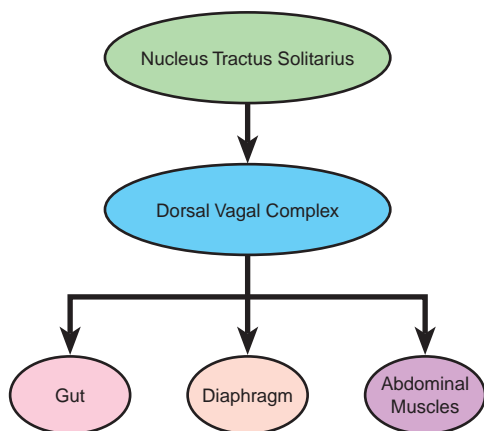 Nucleus Tractus Solitarius
Dorsal Vagal Complex
Gut
Diaphragm
Abdominal
Muscles